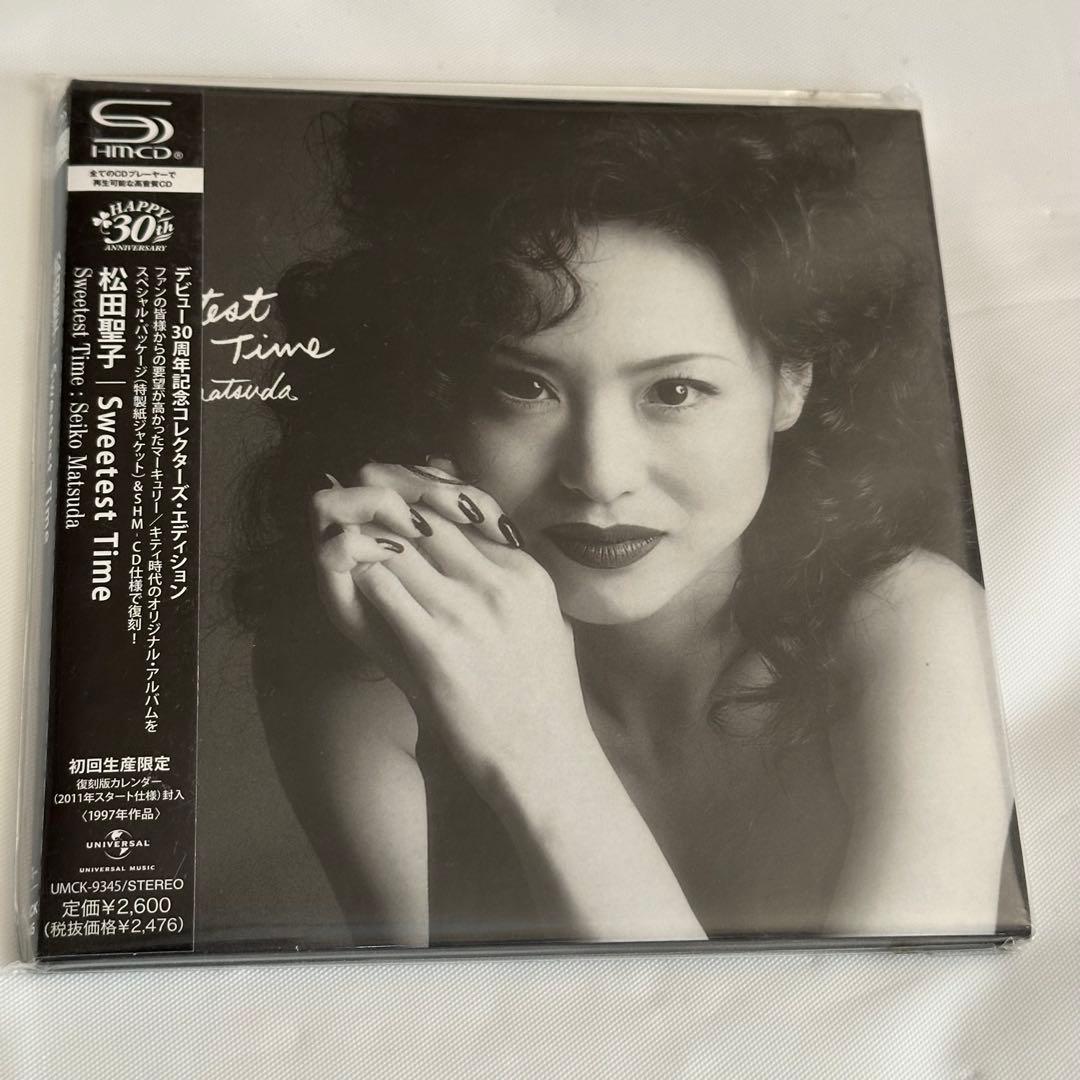 SHM-CD®
全てのCDプレーヤーで
再生可能な高音質CD
HAPPY
30th
ANNIVERSARY
デビュー30周年記念コレクターズ・エディション
ファンの皆様からの要望が高かったマーキュリー／キティ時代のオリジナル・アルバムを
スペシャル・パッケージ(特製紙ジャケット)&SHM-CD仕様で復刻！
松田聖子｜Sweetest Time
Sweetest Time : Seiko Matsuda
初回生産限定
復刻版カレンダー
(2011年スタート仕様)封入
〈1997年作品〉
UNIVERSAL
UNIVERSAL MUSIC
UMCK-9345/STEREO
定価¥2,600
(税抜価格¥2,476)
test
Time
matsuda